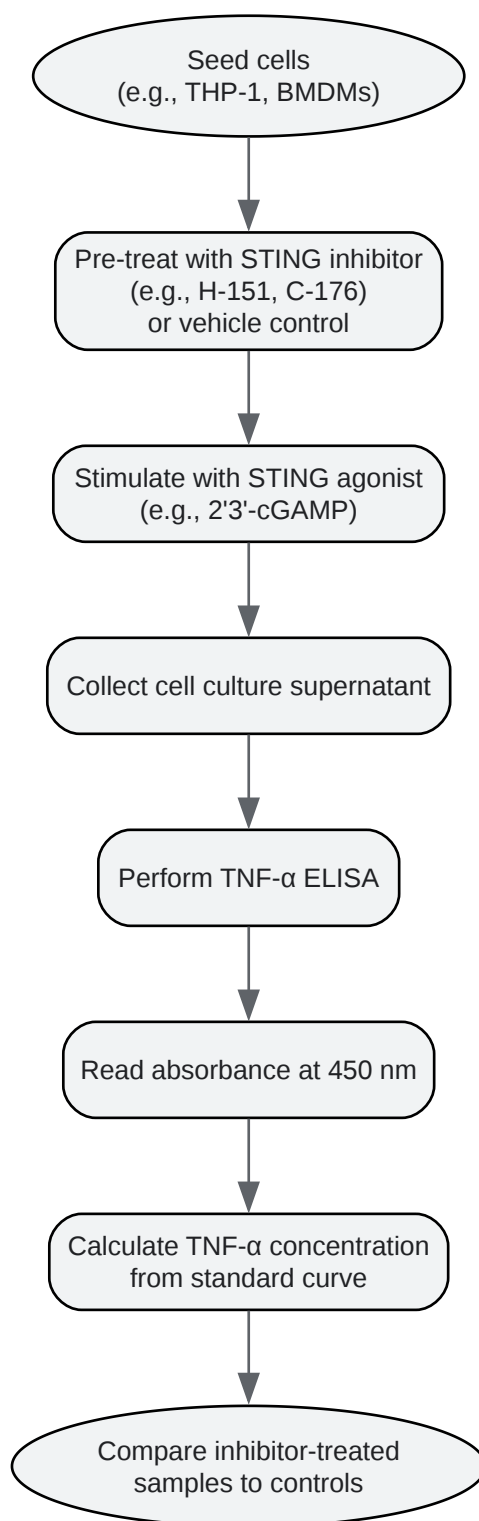 Seed cells
(e.g., THP-1, BMDMs)
Pre-treat with STING inhibitor
(e.g., H-151, C-176)
or vehicle control
Stimulate with STING agonist
(e.g., 2'3'-cGAMP)
Collect cell culture supernatant
Perform TNF-α ELISA
Read absorbance at 450 nm
Calculate TNF-α concentration
from standard curve
Compare inhibitor-treated
samples to controls